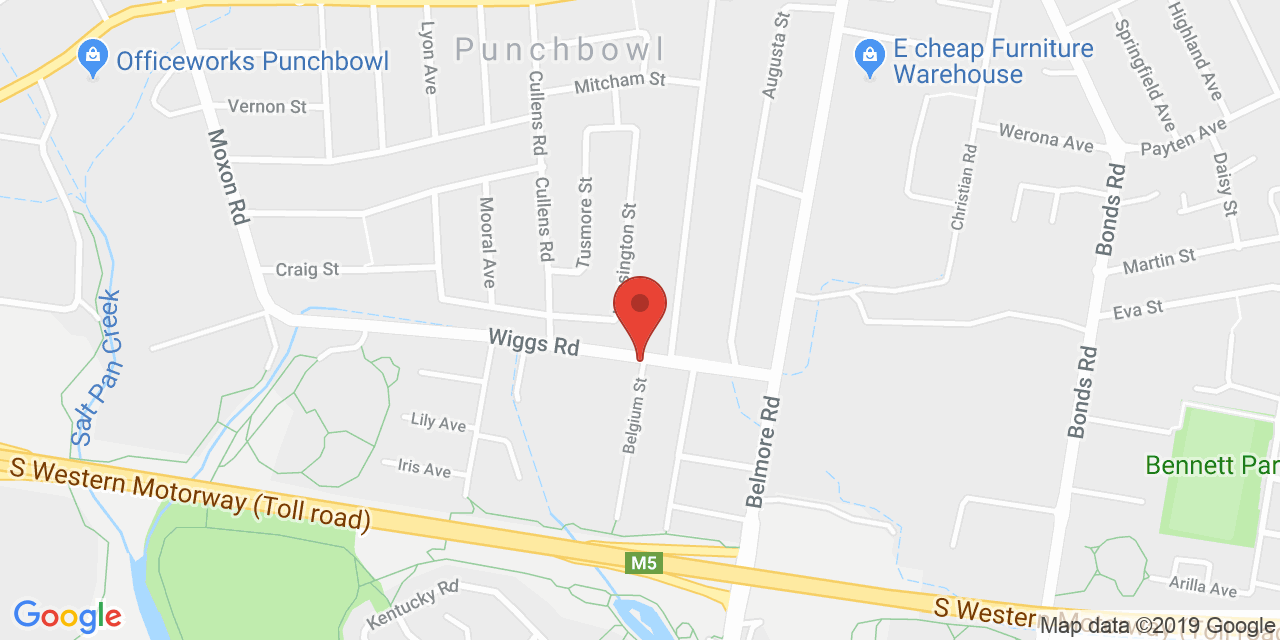 Punchbowl
Officeworks Punchbowl
E cheap Furniture
Warehouse
Lyon Ave
Cullens Rd
Mitcham St
Augusta St
Springfield Ave
Highland Ave
Vernon St
Moxon Rd
Werona Ave
Payten Ave
Christian Rd
Daisy St
Bonds Rd
Mooral Ave
Cullens Rd
Tusmore St
sington St
Craig St
Martin St
Eva St
Salt Pan Creek
Wiggs Rd
Belgium St
Bonds Rd
Belmore Rd
Lily Ave
Iris Ave
S Western Motorway (Toll road)
Bennett Par
M5
Kentucky Rd
Arilla Ave
S Western
Google
Map data ©2019 Google